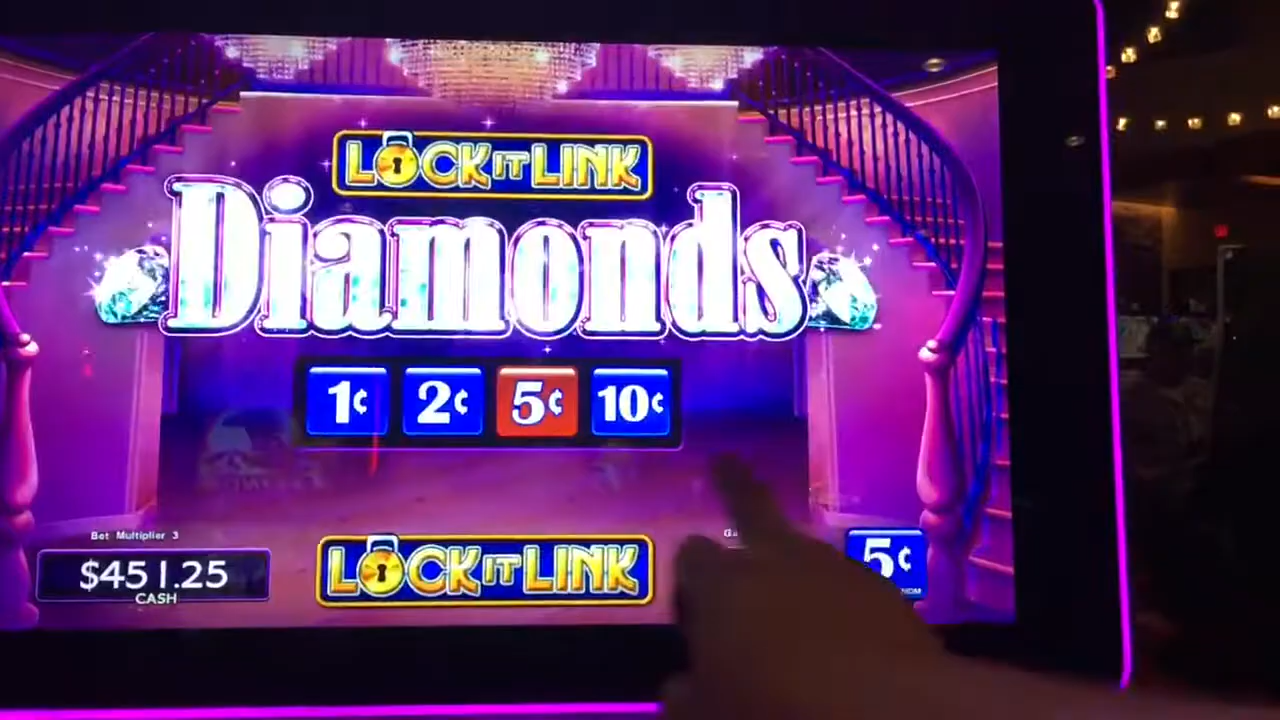 LOCK IT LINK
Diamonds
1¢ 2¢ 5¢ 10¢
Bet Multiplier 3
$451.25
CASH
LOCK IT LINK
5¢